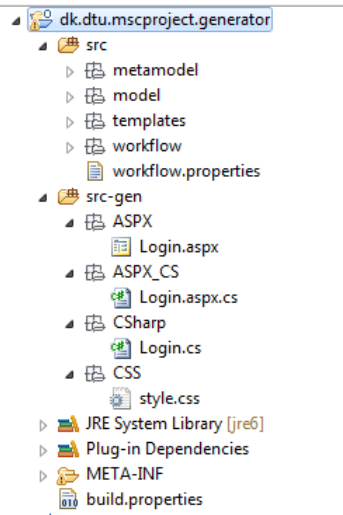 dk.dtu.mscproject.generator
src
metamodel
model
templates
workflow
workflow.properties
src-gen
ASPX
Login.aspx
ASPX_CS
Login.aspx.cs
CSharp
Login.cs
CSS
style.css
JRE System Library [jre6]
Plug-in Dependencies
META-INF
build.properties